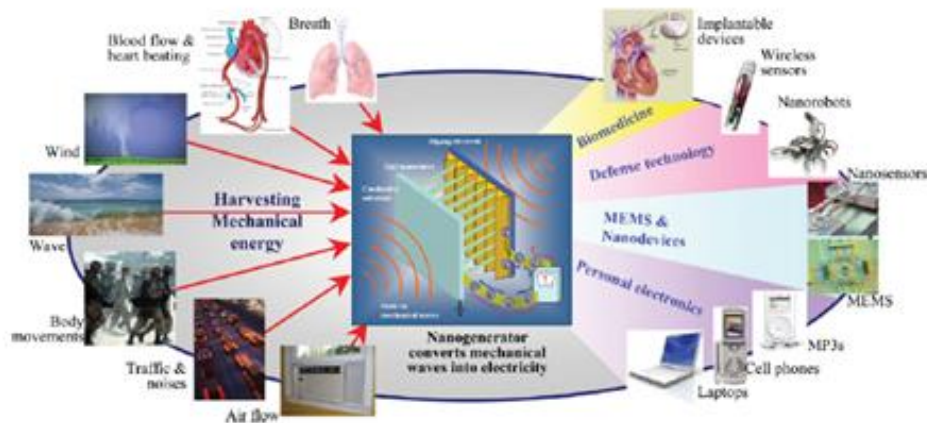 Blood flow &
heart beating
Breath
Wind
Wave
Body
movements
Traffic &
noises
Air flow
Harvesting
Mechanical
energy
Nanogenerator
converts mechanical
waves into electricity
mechanical waves
Biomedicine
Defense technology
MEMS &
Nanodevices
Personal electronics
Implantable
devices
Wireless
sensors
Nanorobots
Nanosensors
MEMS
MP3s
Cell phones
Laptops